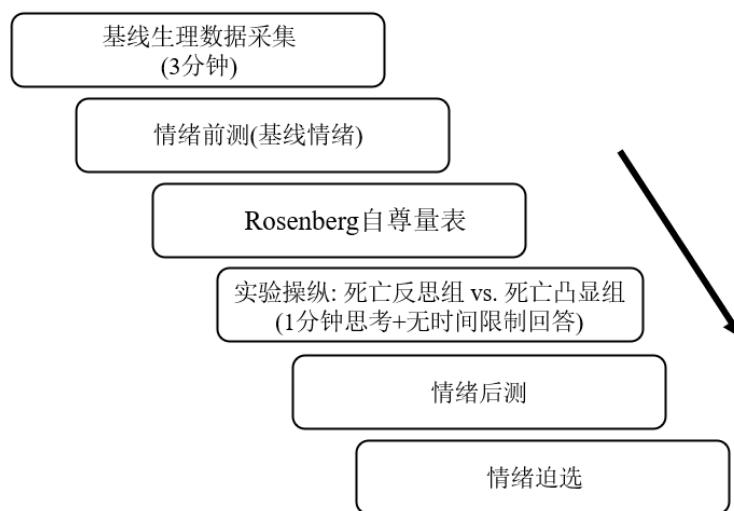 基线生理数据采集
(3分钟)
情绪前测(基线情绪)
Rosenberg自尊量表
实验操纵: 死亡反思组 vs. 死亡凸显组
(1分钟思考+无时间限制回答)
情绪后测
情绪迫选